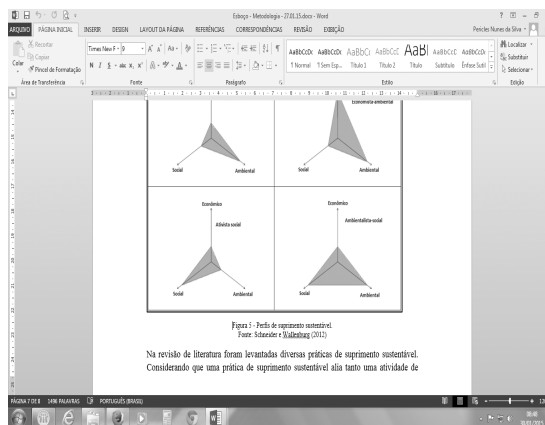 Esboço - Metodologia - 27.01.15.docx - Word
ARQUIVO PÁGINA INICIAL INSERIR DESIGN LAYOUT DA PÁGINA REFERÊNCIAS CORRESPONDÊNCIAS REVISÃO EXIBIÇÃO
Pericles Nunes da Silva
Colar
Recortar
Copiar
Pincel de Formatação
Área de Transferência
Times New F 9
N I S abc x₂ x²
Fonte
Parágrafo
AaBbCcDc AaBbCcDc AaBbCc AaBbCcC AaB AaBbCcC AaBbCcDc
¶ Normal ¶ Sem Esp... Título 1 Título 2 Título Subtítulo Ênfase Sutil
Estilo
Localizar
Substituir
Selecionar
Edição
Economista-ambiental
Social Ambiental
Social Ambiental
Econômico
Ativista-social
Social Ambiental
Econômico
Ambientalista-social
Social Ambiental
Figura 5 - Perfis de suprimento sustentável.
Fonte: Schneider e Wallenburg (2012)
Na revisão de literatura foram levantadas diversas práticas de suprimento sustentável.
Considerando que uma prática de suprimento sustentável alia tanto uma atividade de
PÁGINA 7 DE 8 1496 PALAVRAS PORTUGUÊS (BRASIL)